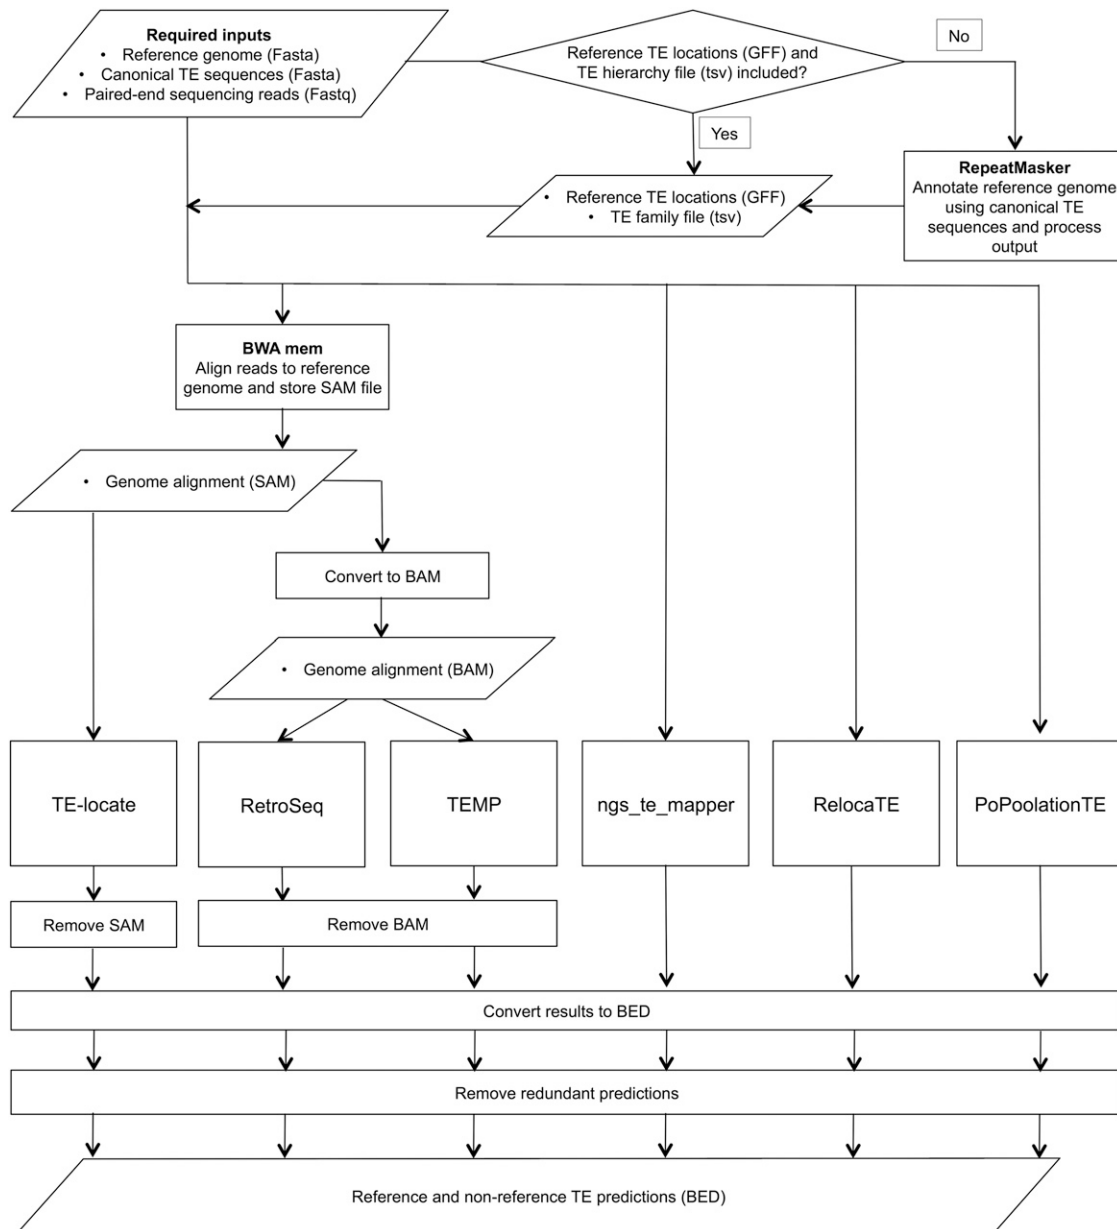 Required inputs
• Reference genome (Fasta)
• Canonical TE sequences (Fasta)
• Paired-end sequencing reads (Fastq)
Reference TE locations (GFF) and
TE hierarchy file (tsv) included?
No
Yes
• Reference TE locations (GFF)
• TE family file (tsv)
RepeatMasker
Annotate reference genome
using canonical TE
sequences and process
output
BWA mem
Align reads to reference
genome and store SAM file
• Genome alignment (SAM)
Convert to BAM
• Genome alignment (BAM)
TE-locate
RetroSeq
TEMP
ngs_te_mapper
RelocaTE
PoPoolationTE
Remove SAM
Remove BAM
Convert results to BED
Remove redundant predictions
Reference and non-reference TE predictions (BED)